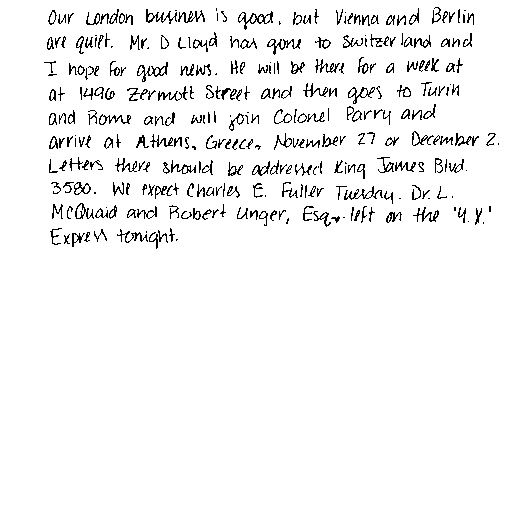 Our London business is good, but Vienna and Berlin
are quiet. Mr. D Lloyd has gone to Switzerland and
I hope for good news. He will be there for a week at
at 1496 Zermott Street and then goes to Turin
and Rome and will join Colonel Parry and
arrive at Athens, Greece, November 27 or December 2.
Letters there should be addressed King James Blvd.
3580. We expect Charles E. Fuller Tuesday. Dr. L.
McQuaid and Robert Unger, Esq. left on the 'Y.X.'
Express tonight.